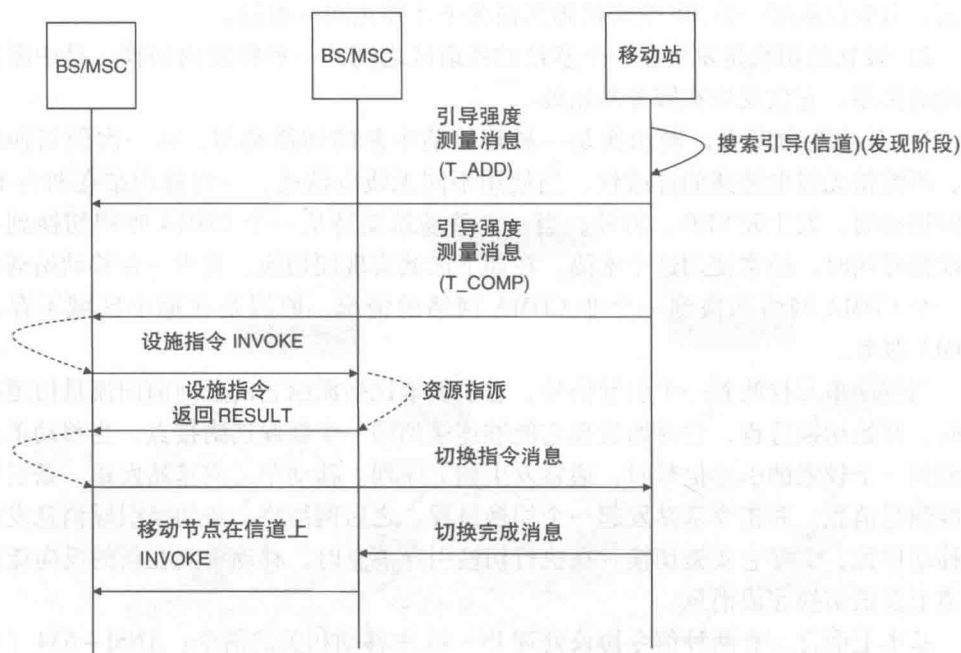 BS/MSC
BS/MSC
移动站
引导强度
测量消息
(T_ADD)
搜索引导(信道)(发现阶段)
引导强度
测量消息
(T_COMP)
设施指令 INVOKE
设施指令
返回 RESULT
资源指派
切换指令消息
移动节点在信道上
INVOKE
切换完成消息